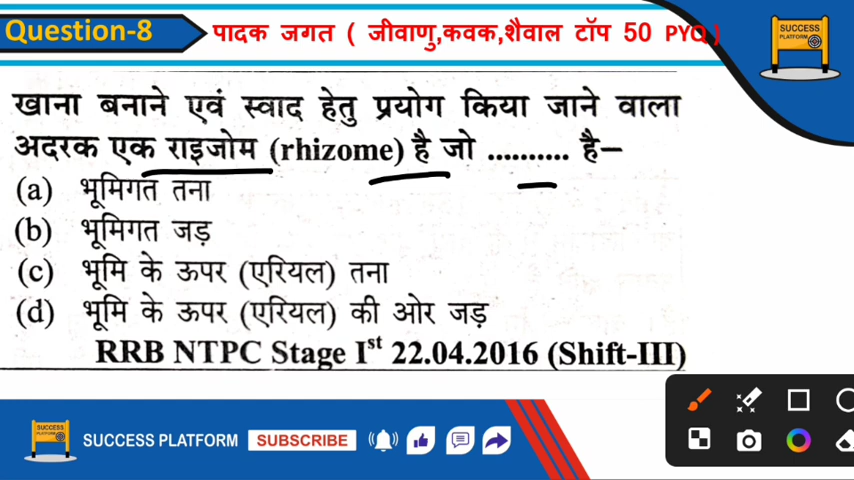 Question-8
पादक जगत ( जीवाणु,कवक,शैवाल टॉप 50 PYQ )
SUCCESS
PLATFORM
खाना बनाने एवं स्वाद हेतु प्रयोग किया जाने वाला
अदरक एक राइजोम (rhizome) है जो .......... है–
(a) भूमिगत तना
(b) भूमिगत जड़
(c) भूमि के ऊपर (एरियल) तना
(d) भूमि के ऊपर (एरियल) की ओर जड़
RRB NTPC Stage Ist 22.04.2016 (Shift-III)
SUCCESS
PLATFORM
SUCCESS PLATFORM
SUBSCRIBE